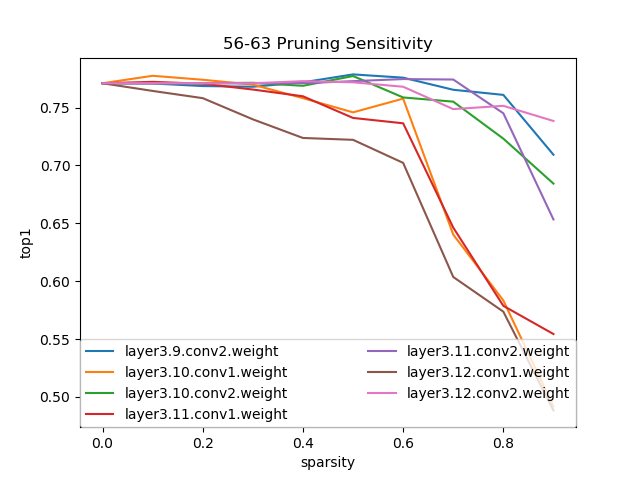 56-63 Pruning Sensitivity
top1
0.75
0.70
0.65
0.60
0.55
0.50
layer3.9.conv2.weight
layer3.10.conv1.weight
layer3.10.conv2.weight
layer3.11.conv1.weight
layer3.11.conv2.weight
layer3.12.conv1.weight
layer3.12.conv2.weight
0.0 0.2 0.4 0.6 0.8
sparsity